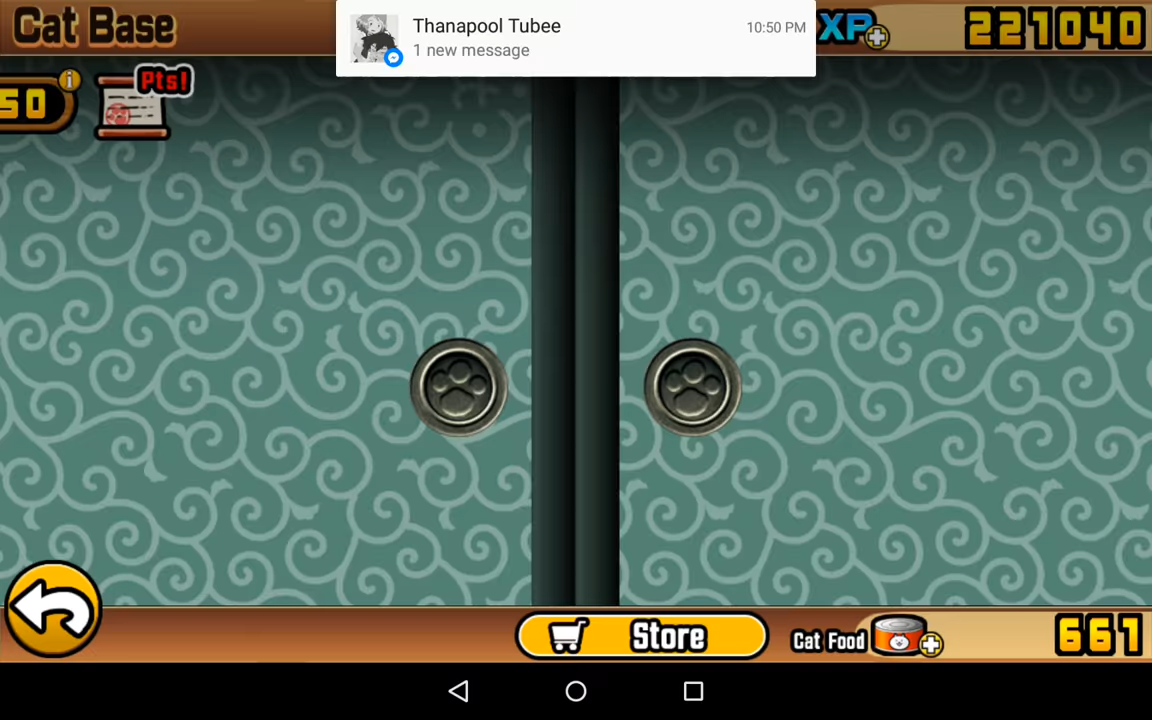 Cat Base
Thanapool Tubee
10:50 PM
1 new message
XP
221040
50
i
Pts!
Store
Cat Food
661